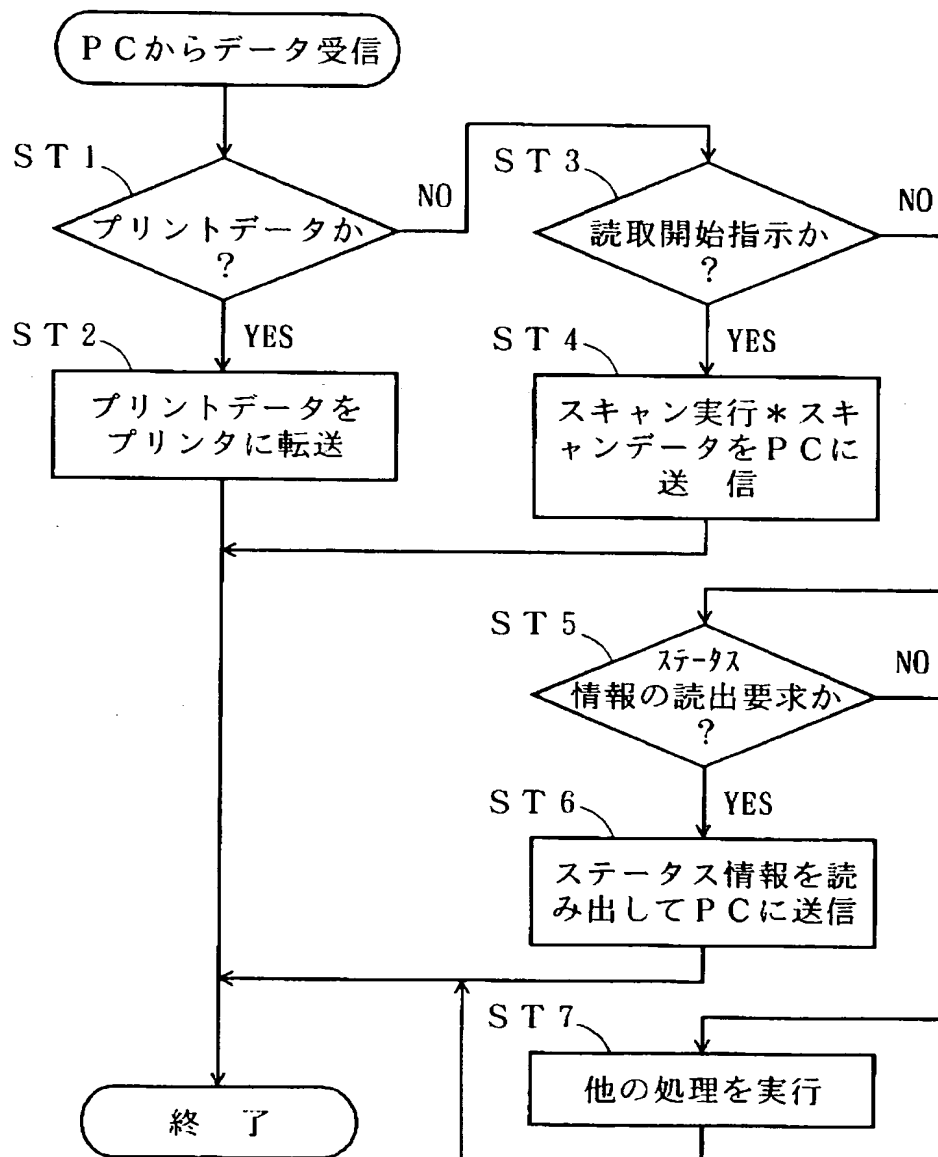 PCからデータ受信
ST1
プリントデータか
?
NO
YES
ST2
プリントデータを
プリンタに転送
ST3
読取開始指示か
?
NO
YES
ST4
スキャン実行*スキ
ャンデータをPCに
送 信
ST5
ステータス
情報の読出要求か
?
NO
YES
ST6
ステータス情報を読
み出してPCに送信
ST7
他の処理を実行
終 了